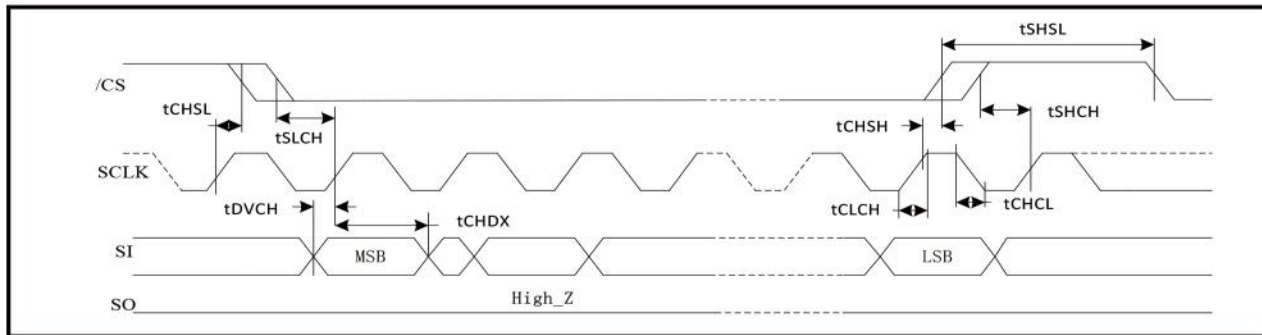 tSHSL
/CS
tCHSL
tSLCH
tCHSH
tSHCH
SCLK
tDVCH
tCHDX
tCLCH
tCHCL
SI
MSB
LSB
High_Z
SO